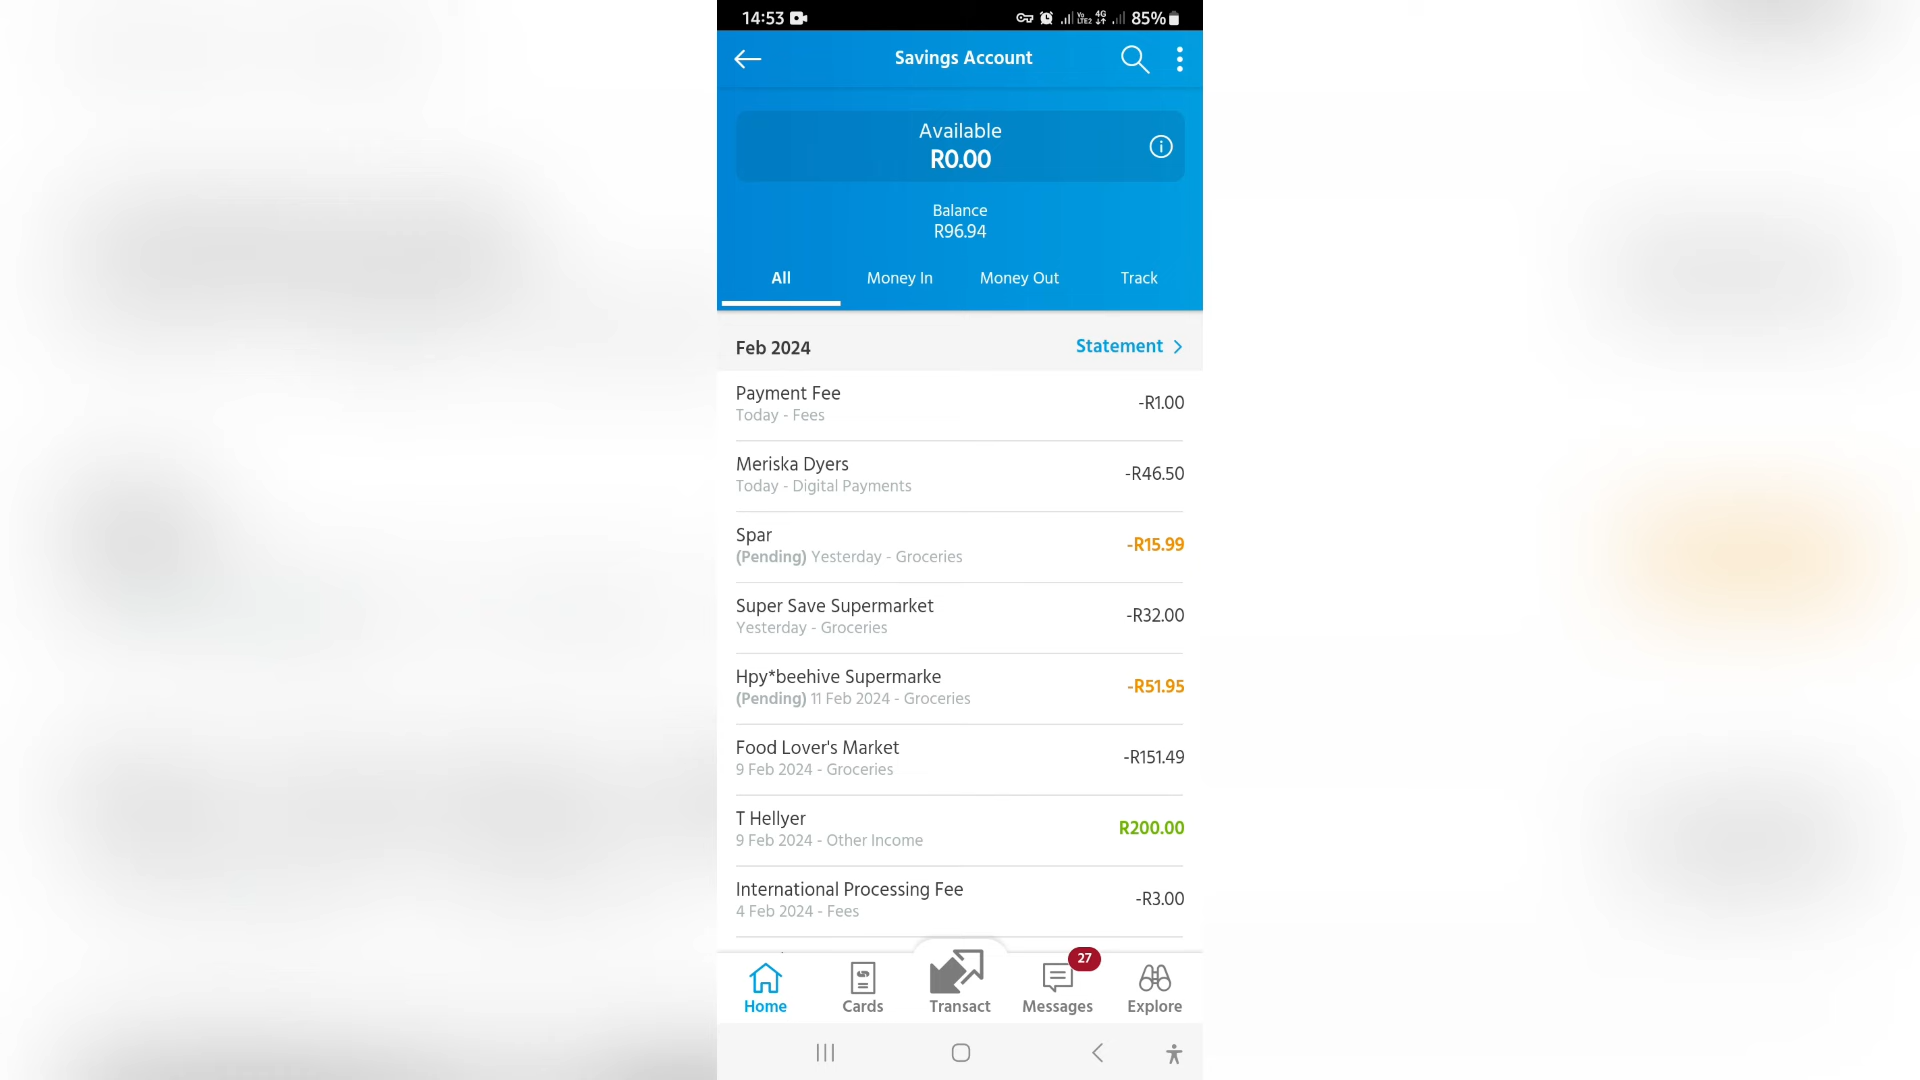 14:53 Vo LTE2 4G 85%
Savings Account
Available
R0.00
Balance
R96.94
All Money In Money Out Track
Feb 2024 Statement
Payment Fee
-R1.00
Today - Fees
Meriska Dyers
-R46.50
Today - Digital Payments
Spar
-R15.99
(Pending) Yesterday - Groceries
Super Save Supermarket
-R32.00
Yesterday - Groceries
Hpy*beehive Supermarke
-R51.95
(Pending) 11 Feb 2024 - Groceries
Food Lover's Market
-R151.49
9 Feb 2024 - Groceries
T Hellyer
R200.00
9 Feb 2024 - Other Income
International Processing Fee
-R3.00
4 Feb 2024 - Fees
27
Home Cards Transact Messages Explore